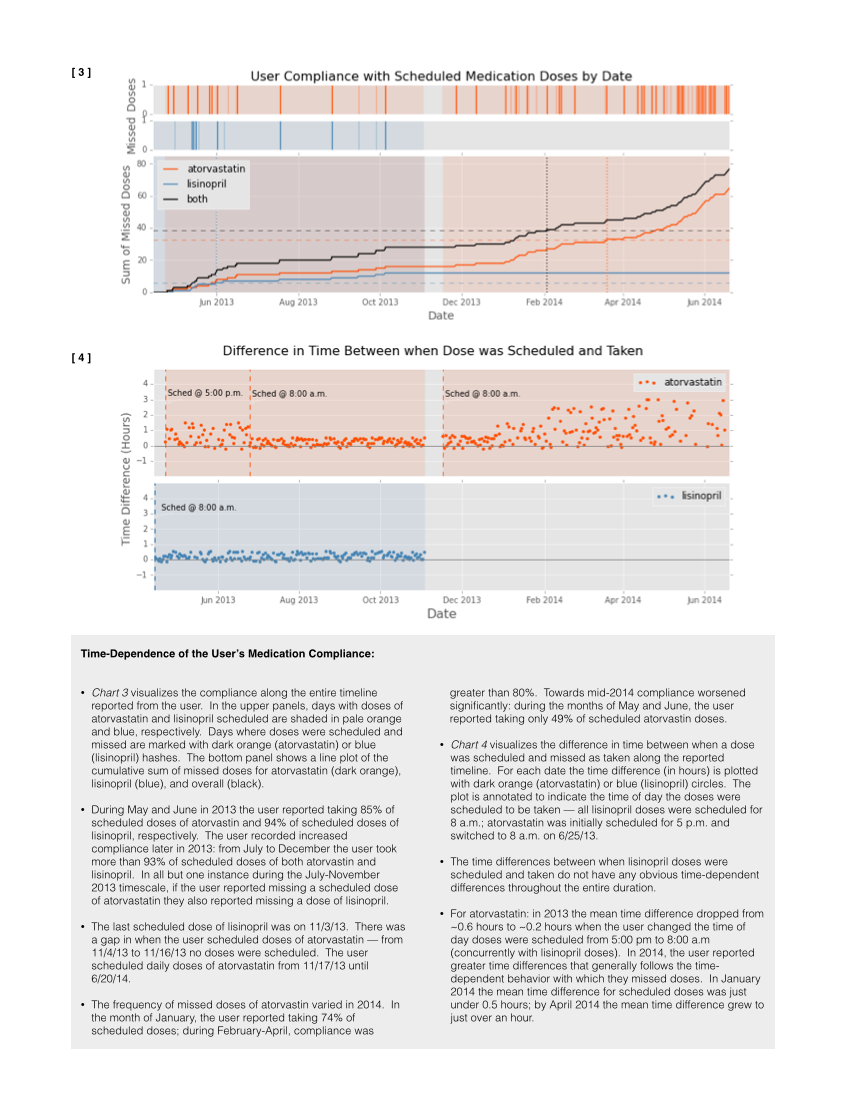 [ 3 ]
User Compliance with Scheduled Medication Doses by Date
Missed Doses
1
0
1
0
Sum of Missed Doses
80
60
40
20
0
atorvastatin
lisinopril
both
Jun 2013 Aug 2013 Oct 2013 Dec 2013 Feb 2014 Apr 2014 Jun 2014
Date
[ 4 ]
Difference in Time Between when Dose was Scheduled and Taken
Time Difference (Hours)
4
3
2
1
0
−1
Sched @ 5:00 p.m. Sched @ 8:00 a.m. Sched @ 8:00 a.m.
atorvastatin
4
3
2
1
0
−1
Sched @ 8:00 a.m.
lisinopril
Jun 2013 Aug 2013 Oct 2013 Dec 2013 Feb 2014 Apr 2014 Jun 2014
Date
Time-Dependence of the User's Medication Compliance:
• Chart 3 visualizes the compliance along the entire timeline
reported from the user. In the upper panels, days with doses of
atorvastatin and lisinopril scheduled are shaded in pale orange
and blue, respectively. Days where doses were scheduled and
missed are marked with dark orange (atorvastatin) or blue
(lisinopril) hashes. The bottom panel shows a line plot of the
cumulative sum of missed doses for atorvastatin (dark orange),
lisinopril (blue), and overall (black).
• During May and June in 2013 the user reported taking 85% of
scheduled doses of atorvastin and 94% of scheduled doses of
lisinopril, respectively. The user recorded increased
compliance later in 2013: from July to December the user took
more than 93% of scheduled doses of both atorvastin and
lisinopril. In all but one instance during the July-November
2013 timescale, if the user reported missing a scheduled dose
of atorvastatin they also reported missing a dose of lisinopril.
• The last scheduled dose of lisinopril was on 11/3/13. There was
a gap in when the user scheduled doses of atorvastatin — from
11/4/13 to 11/16/13 no doses were scheduled. The user
scheduled daily doses of atorvastatin from 11/17/13 until
6/20/14.
• The frequency of missed doses of atorvastin varied in 2014. In
the month of January, the user reported taking 74% of
scheduled doses; during February-April, compliance was
greater than 80%. Towards mid-2014 compliance worsened
significantly: during the months of May and June, the user
reported taking only 49% of scheduled atorvastin doses.
• Chart 4 visualizes the difference in time between when a dose
was scheduled and missed as taken along the reported
timeline. For each date the time difference (in hours) is plotted
with dark orange (atorvastatin) or blue (lisinopril) circles. The
plot is annotated to indicate the time of day the doses were
scheduled to be taken — all lisinopril doses were scheduled for
8 a.m.; atorvastatin was initially scheduled for 5 p.m. and
switched to 8 a.m. on 6/25/13.
• The time differences between when lisinopril doses were
scheduled and taken do not have any obvious time-dependent
differences throughout the entire duration.
• For atorvastatin: in 2013 the mean time difference dropped from
~0.6 hours to ~0.2 hours when the user changed the time of
day doses were scheduled from 5:00 pm to 8:00 a.m
(concurrently with lisinopril doses). In 2014, the user reported
greater time differences that generally follows the time-
dependent behavior with which they missed doses. In January
2014 the mean time difference for scheduled doses was just
under 0.5 hours; by April 2014 the mean time difference grew to
just over an hour.